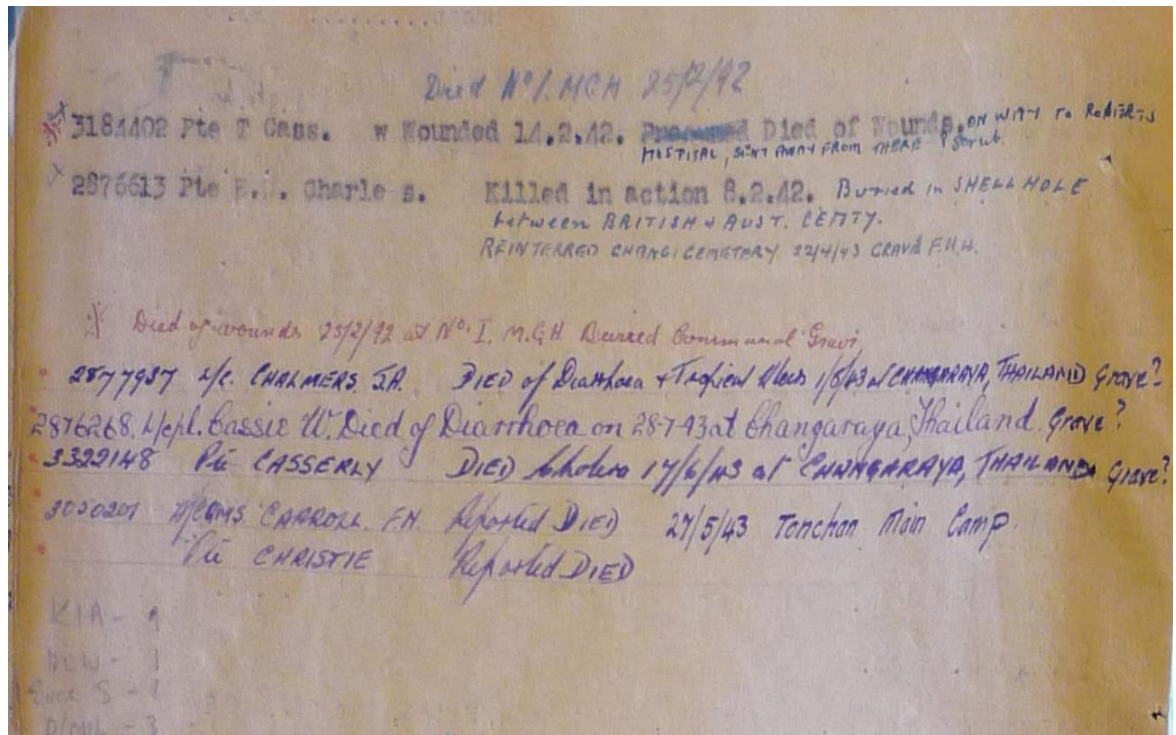 Died No 1. MGH 25/2/42
3184402 Pte T Cass. w Wounded 14.2.42. Presumed Died of Wounds. ON WAY TO ROBERTS
HOSPITAL, SENT AWAY FROM THERE
2876613 Pte Charle s. Killed in action 8.2.42. Buried in SHELL HOLE
between BRITISH & AUST. CEMTY.
REINTERRED CHANGI CEMETERY 22/4/43 GRAVE F.H.H.
Died of wounds 25/2/42 at No. I. M.G.H. Buried Communal Grave
2877937 L/c. CHALMERS J.A. DIED of Diarrhoea & Tropical Ulcers 1/8/43 at CHANGARAYA, THAILAND Grave?
2876268. L/cpl. Cassie W. Died of Diarrhoea on 28-7-43 at Changaraya, Thailand. Grave?
3322148 Pte CASSERLY DIED Cholera 17/6/43 at CHANGARAYA, THAILAND Grave?
3050201 CARROLL. F.H. Reported DIED 27/5/43 Tonchan Main Camp.
Pte CHRISTIE Reported DIED
KIA - 9
DOW - 1
S - 1
- 3